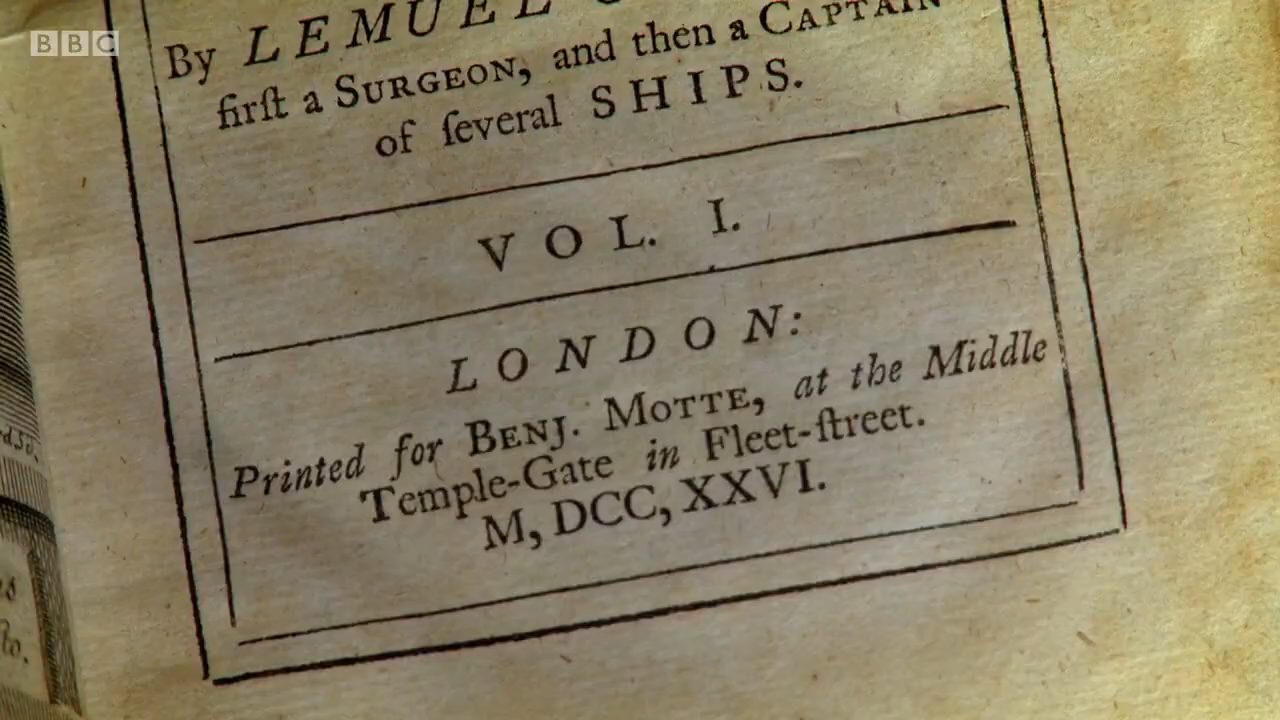 BBC
By LEMUEL
firſt a SURGEON, and then a CAPTAIN
of ſeveral SHIPS.
VOL. I.
LONDON:
Printed for BENJ. MOTTE, at the Middle
Temple-Gate in Fleet-ſtreet.
M, DCC, XXVI.